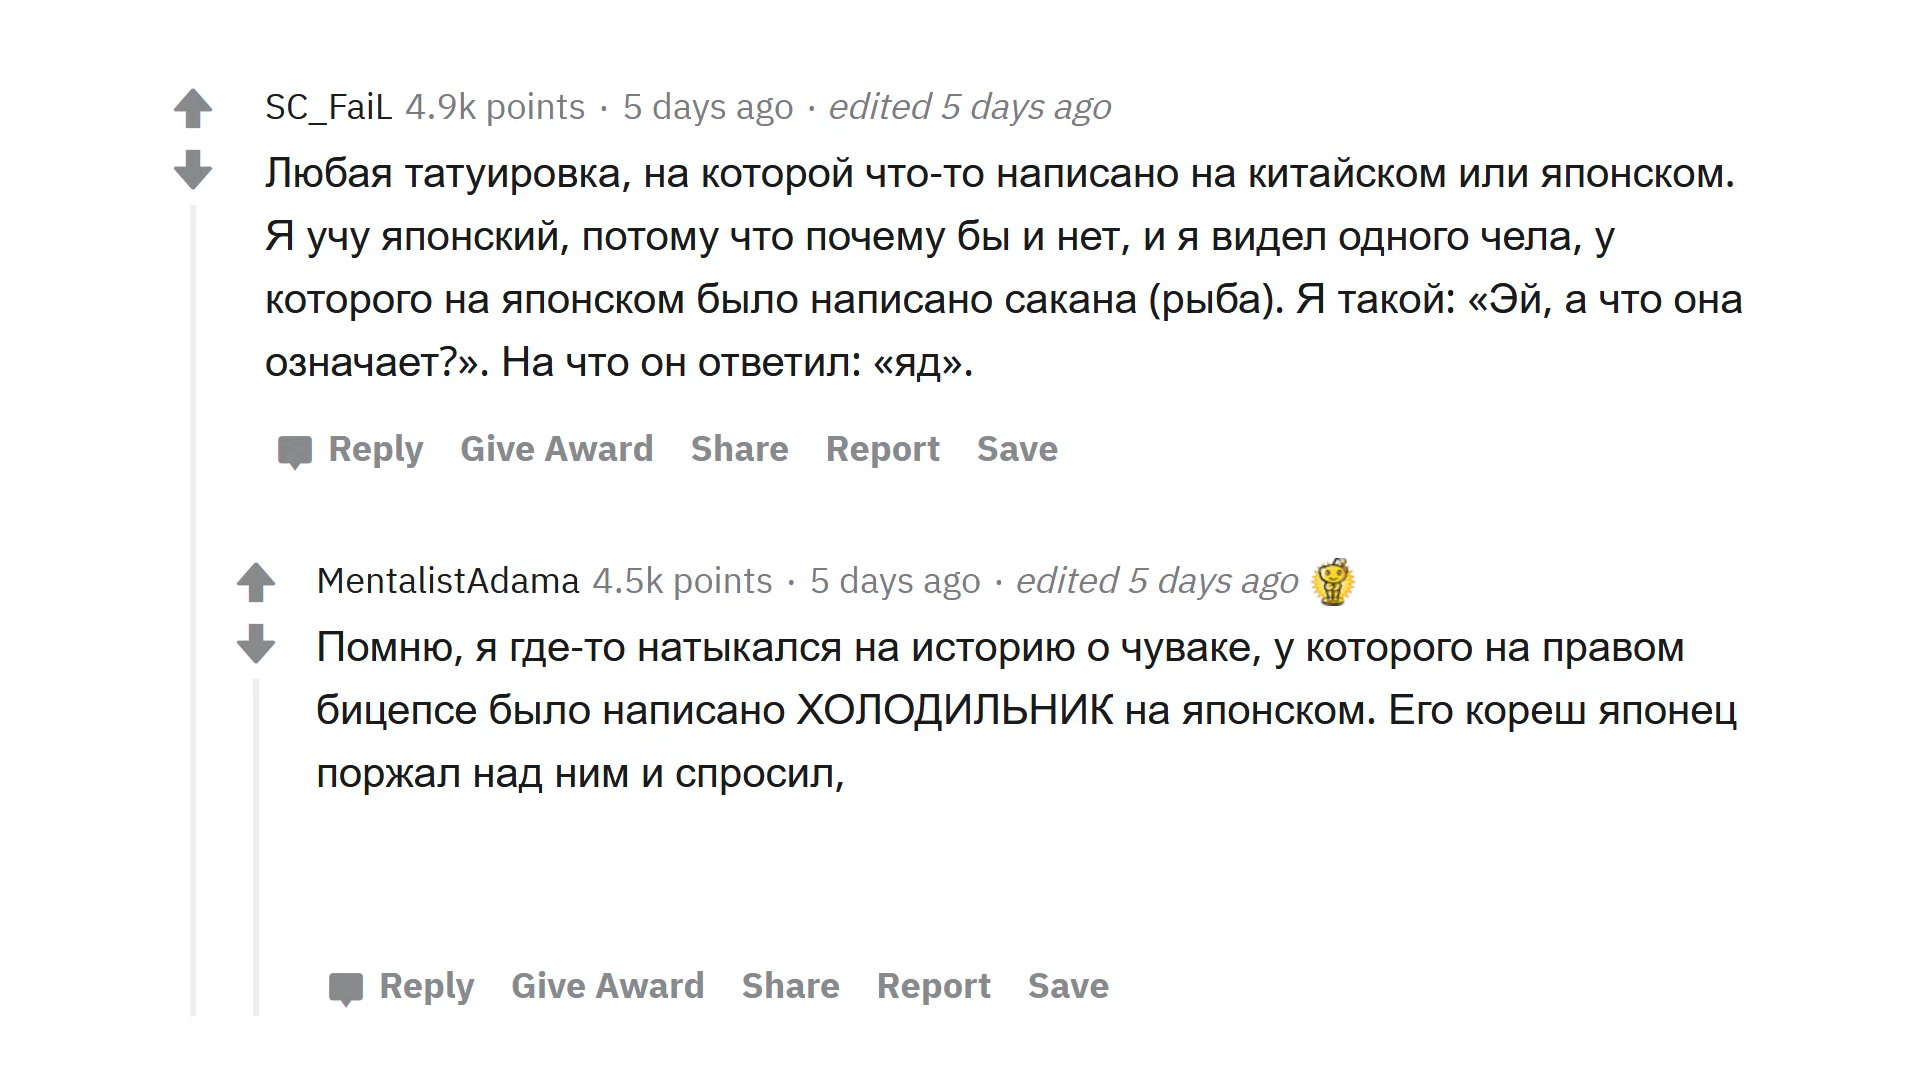 SC_FaiL 4.9k points · 5 days ago · edited 5 days ago
Любая татуировка, на которой что-то написано на китайском или японском.
Я учу японский, потому что почему бы и нет, и я видел одного чела, у
которого на японском было написано сакана (рыба). Я такой: «Эй, а что она
означает?». На что он ответил: «яд».
Reply Give Award Share Report Save
MentalistAdama 4.5k points · 5 days ago · edited 5 days ago
Помню, я где-то натыкался на историю о чуваке, у которого на правом
бицепсе было написано ХОЛОДИЛЬНИК на японском. Его кореш японец
поржал над ним и спросил,
Reply Give Award Share Report Save